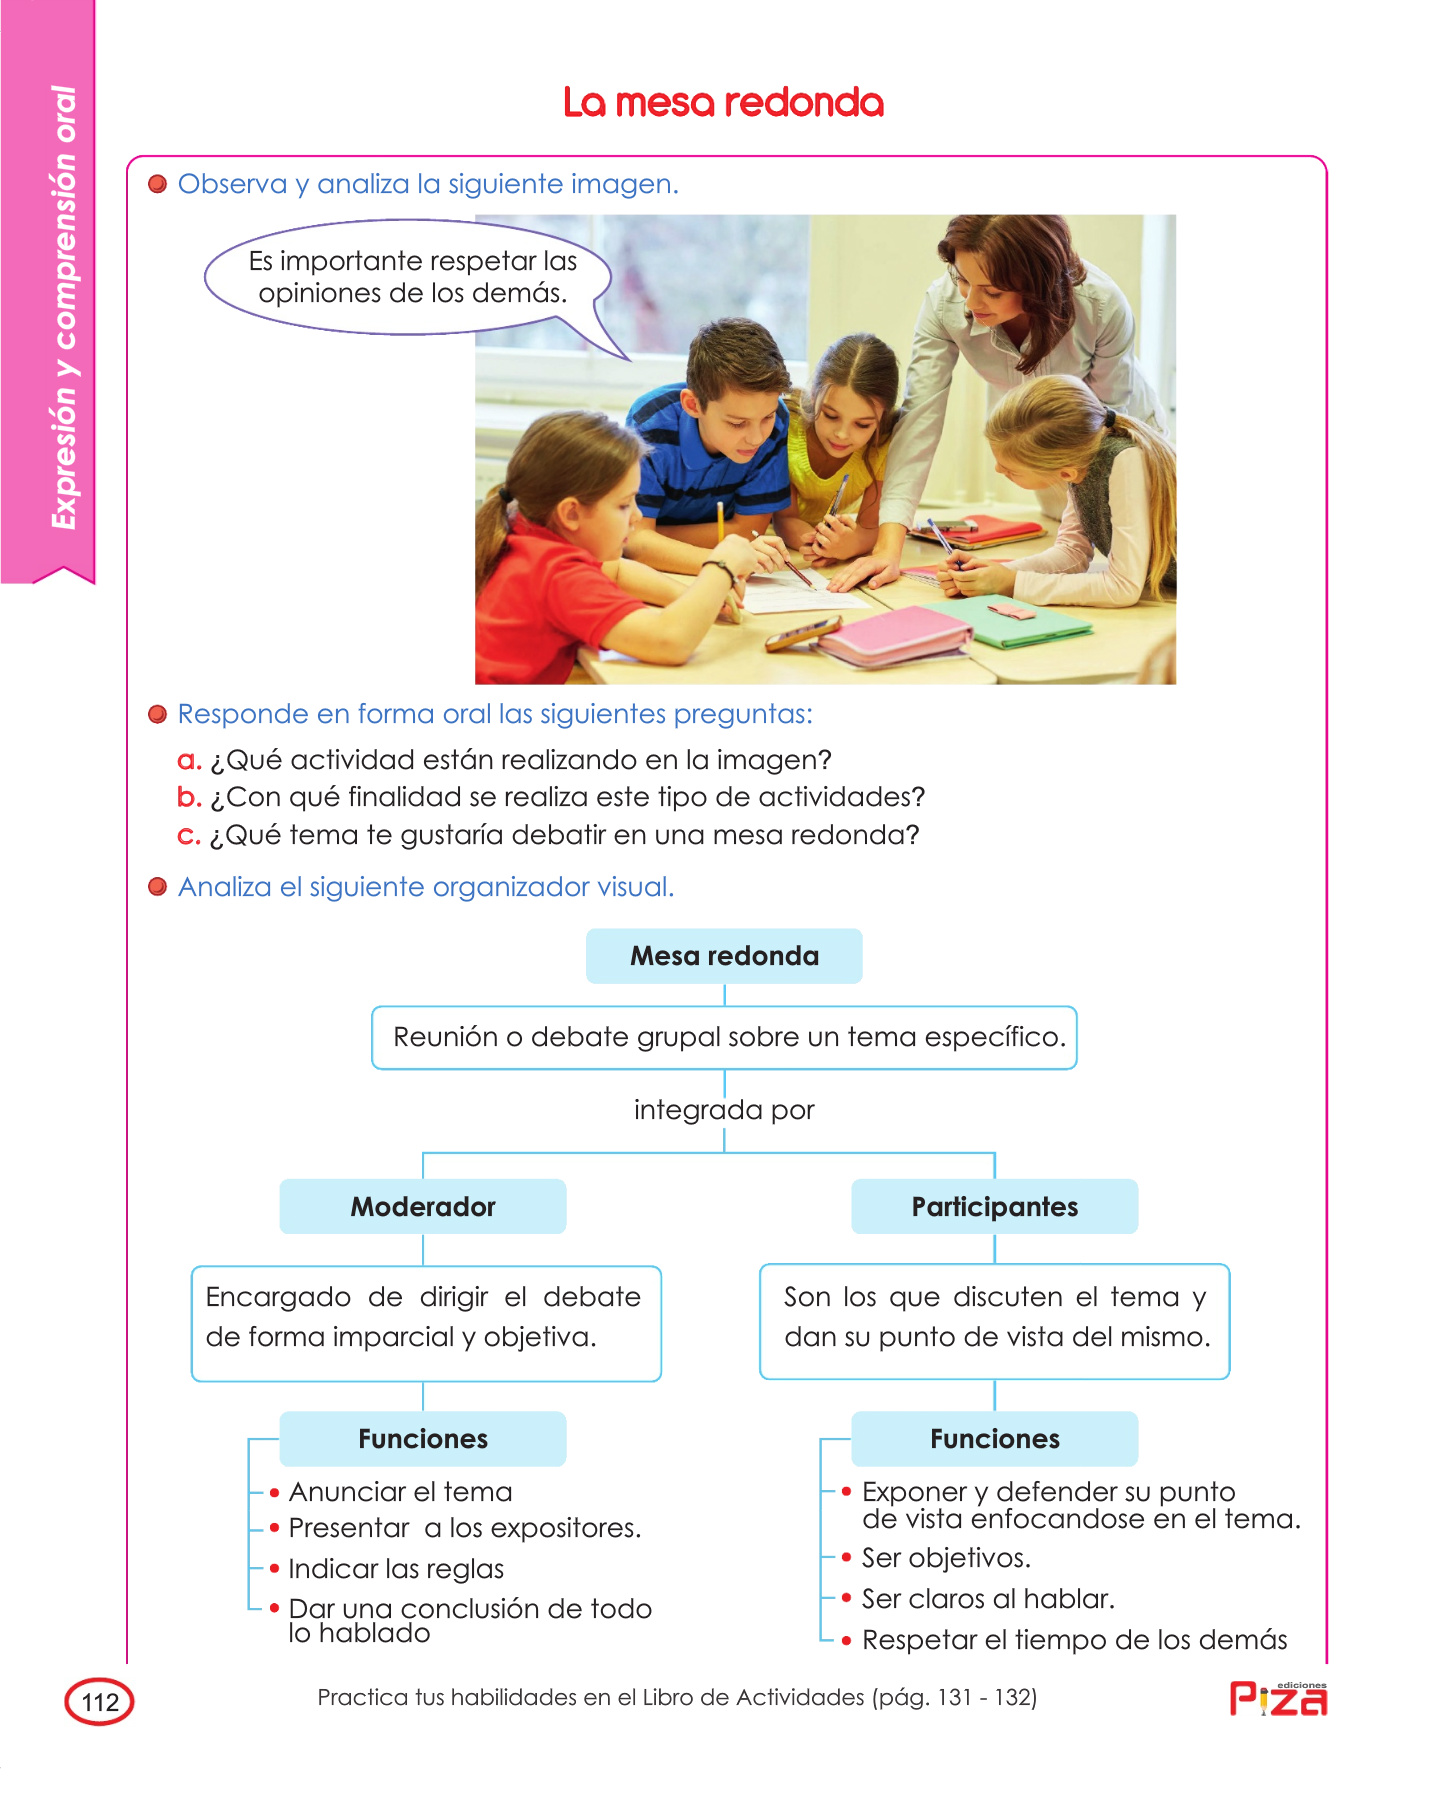 La mesa redonda
Expresión y comprensión oral
Observa y analiza la siguiente imagen.
Es importante respetar las
opiniones de los demás.
Responde en forma oral las siguientes preguntas:
a. ¿Qué actividad están realizando en la imagen?
b. ¿Con qué finalidad se realiza este tipo de actividades?
c. ¿Qué tema te gustaría debatir en una mesa redonda?
Analiza el siguiente organizador visual.
Mesa redonda
Reunión o debate grupal sobre un tema específico.
integrada por
Moderador
Encargado de dirigir el debate
de forma imparcial y objetiva.
Funciones
• Anunciar el tema
• Presentar a los expositores.
• Indicar las reglas
• Dar una conclusión de todo
lo hablado
Participantes
Son los que discuten el tema y
dan su punto de vista del mismo.
Funciones
• Exponer y defender su punto
de vista enfocandose en el tema.
• Ser objetivos.
• Ser claros al hablar.
• Respetar el tiempo de los demás
112
Practica tus habilidades en el Libro de Actividades (pág. 131 - 132)
ediciones
Piza